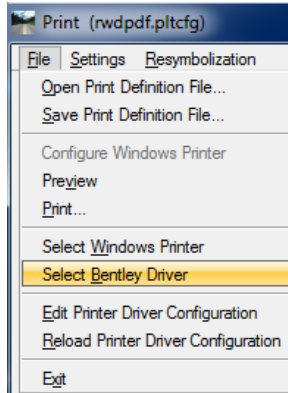 Print (rwdpdf.pltcfg)
File Settings Resymbolization
Open Print Definition File...
Save Print Definition File...
Configure Windows Printer
Preview
Print...
Select Windows Printer
Select Bentley Driver
Edit Printer Driver Configuration
Reload Printer Driver Configuration
Exit